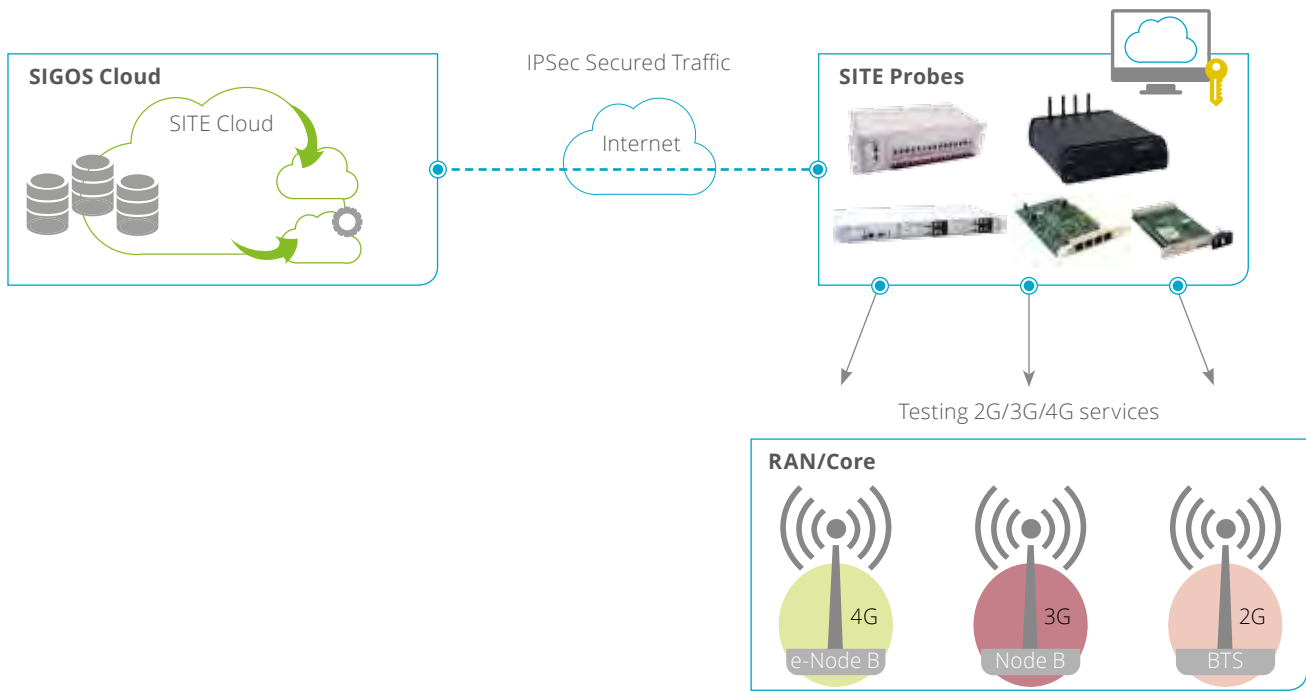 SIGOS Cloud
SITE Cloud
IPSec Secured Traffic
Internet
SITE Probes
Testing 2G/3G/4G services
RAN/Core
4G
e-Node B
3G
Node B
2G
BTS